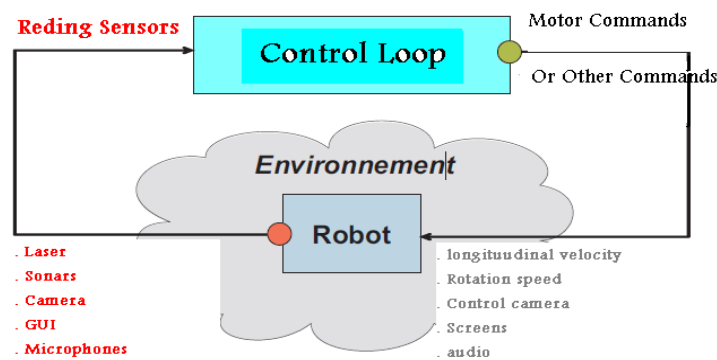 Reding Sensors
Control Loop
Motor Commands
Or Other Commands
Environnement
Robot
. Laser
. Sonars
. Camera
. GUI
. Microphones
. longituudinal velocity
. Rotation speed
. Control camera
. Screens
. audio